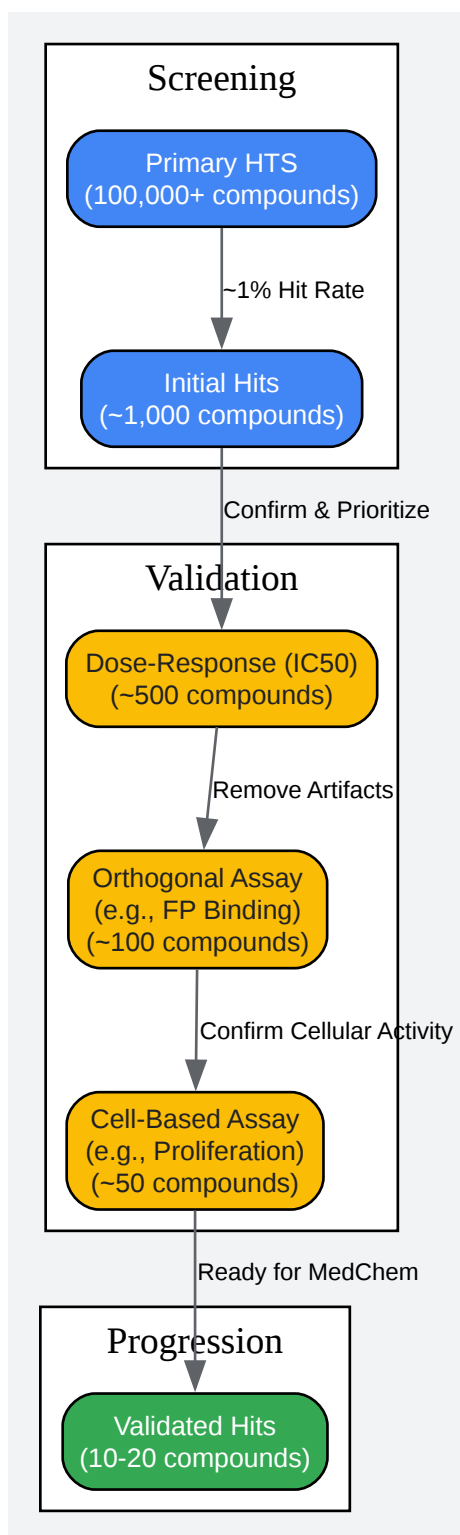 Screening
Primary HTS
(100,000+ compounds)
~1% Hit Rate
Initial Hits
(~1,000 compounds)
Confirm & Prioritize
Validation
Dose-Response (IC50)
(~500 compounds)
Remove Artifacts
Orthogonal Assay
(e.g., FP Binding)
(~100 compounds)
Confirm Cellular Activity
Cell-Based Assay
(e.g., Proliferation)
(~50 compounds)
Ready for MedChem
Progression
Validated Hits
(10-20 compounds)